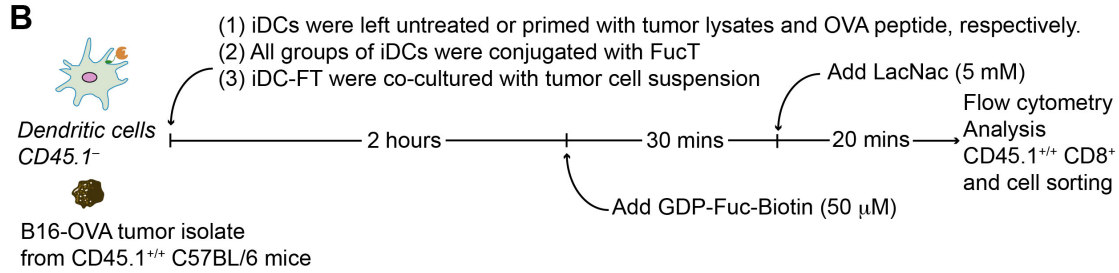 B
(1) iDCs were left untreated or primed with tumor lysates and OVA peptide, respectively.
(2) All groups of iDCs were conjugated with FucT
(3) iDC-FT were co-cultured with tumor cell suspension
Add LacNac (5 mM)
Dendritic cells
CD45.1⁻
2 hours
30 mins
20 mins
Flow cytometry
Analysis
CD45.1⁺/⁺ CD8⁺
and cell sorting
Add GDP-Fuc-Biotin (50 μM)
B16-OVA tumor isolate
from CD45.1⁺/⁺ C57BL/6 mice